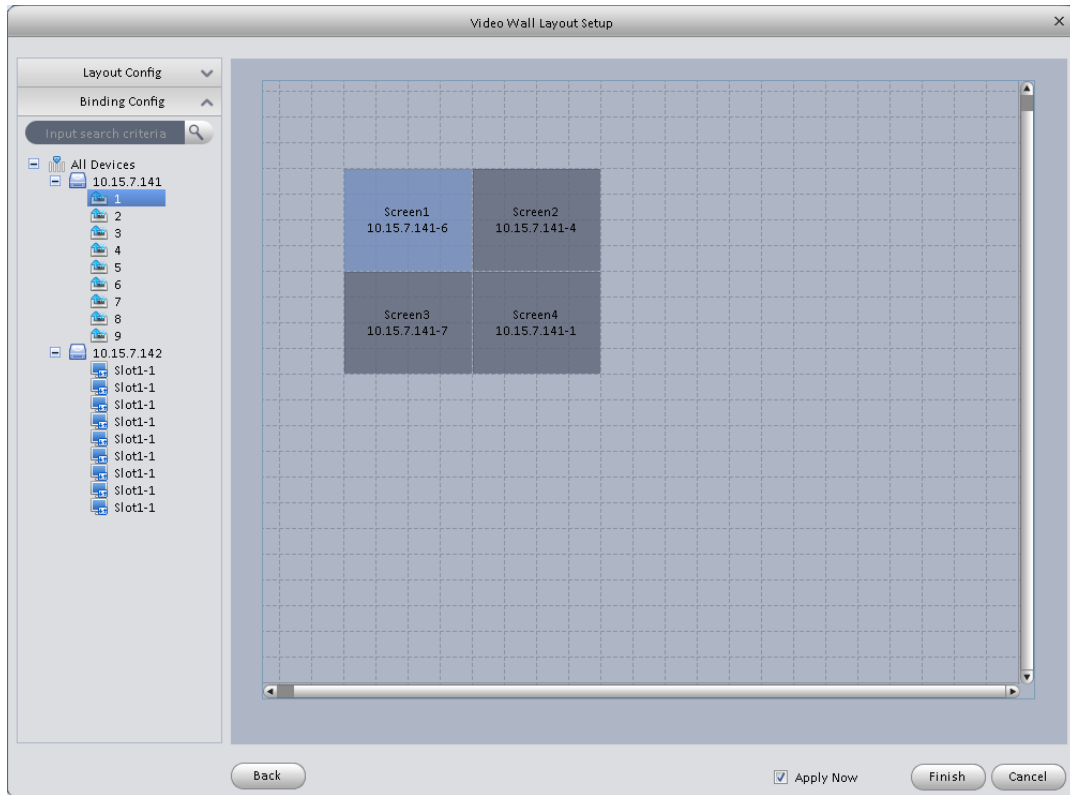 Video Wall Layout Setup
Layout Config
Binding Config
Input search criteria
All Devices
10.15.7.141
1
2
3
4
5
6
7
8
9
10.15.7.142
Slot1-1
Slot1-1
Slot1-1
Slot1-1
Slot1-1
Slot1-1
Slot1-1
Slot1-1
Slot1-1
Screen1
10.15.7.141-6
Screen2
10.15.7.141-4
Screen3
10.15.7.141-7
Screen4
10.15.7.141-1
Back
Apply Now
Finish
Cancel